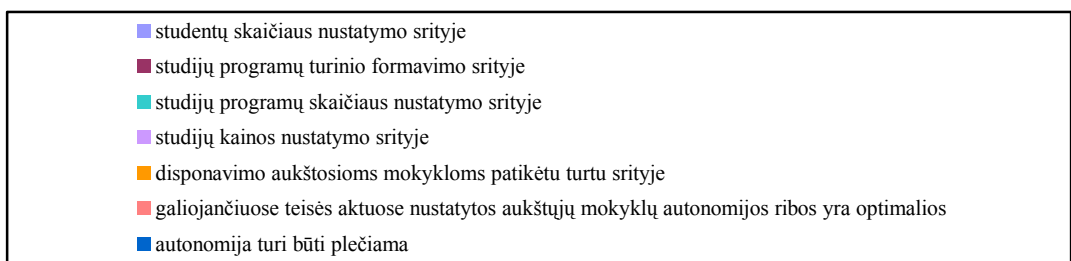 studentų skaičiaus nustatymo srityje
studijų programų turinio formavimo srityje
studijų programų skaičiaus nustatymo srityje
studijų kainos nustatymo srityje
disponavimo aukštosioms mokykloms patikėtu turtu srityje
galiojančiuose teisės aktuose nustatytos aukštųjų mokyklų autonomijos ribos yra optimalios
autonomija turi būti plečiama